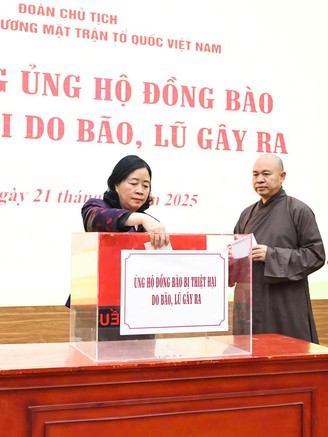 ĐOÀN CHỦ TỊCH
ƯƠNG MẶT TRẬN TỔ QUỐC VIỆT NAM
G ỦNG HỘ ĐỒNG BÀO
I DO BÃO, LŨ GÂY RA
gày 21 tháng 2025
ỦNG HỘ ĐỒNG BÀO BỊ THIỆT HẠI
DO BÃO, LŨ GÂY RA